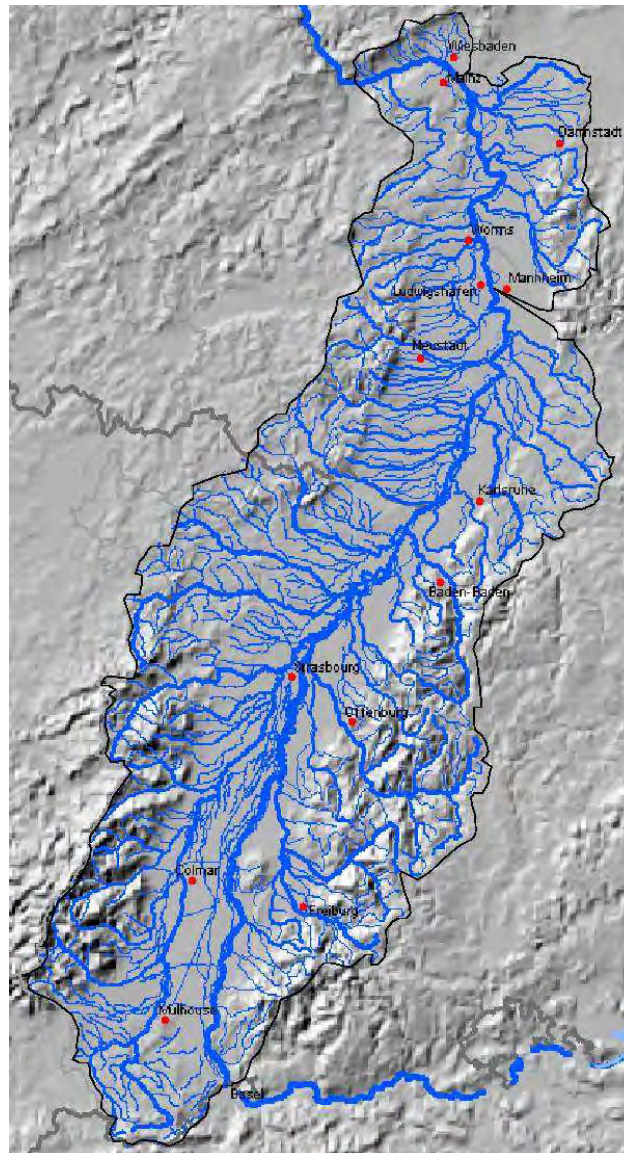 Wiesbaden
Mainz
Darmstadt
Worms
Mannheim
Ludwigshafen
Neustadt
Karlsruhe
Baden-Baden
Strasbourg
Offenburg
Colmar
Freiburg
Mulhouse
Basel